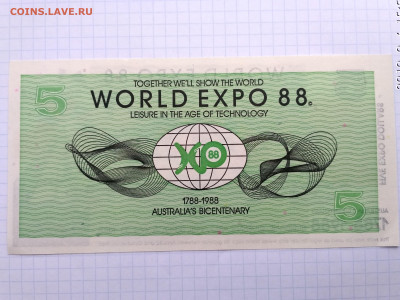 COINS.LAVE.RU
TOGETHER WE'LL SHOW THE WORLD
5
WORLD EXPO 88®
LEISURE IN THE AGE OF TECHNOLOGY
XPO
88
1788-1988
AUSTRALIA'S BICENTENARY
5